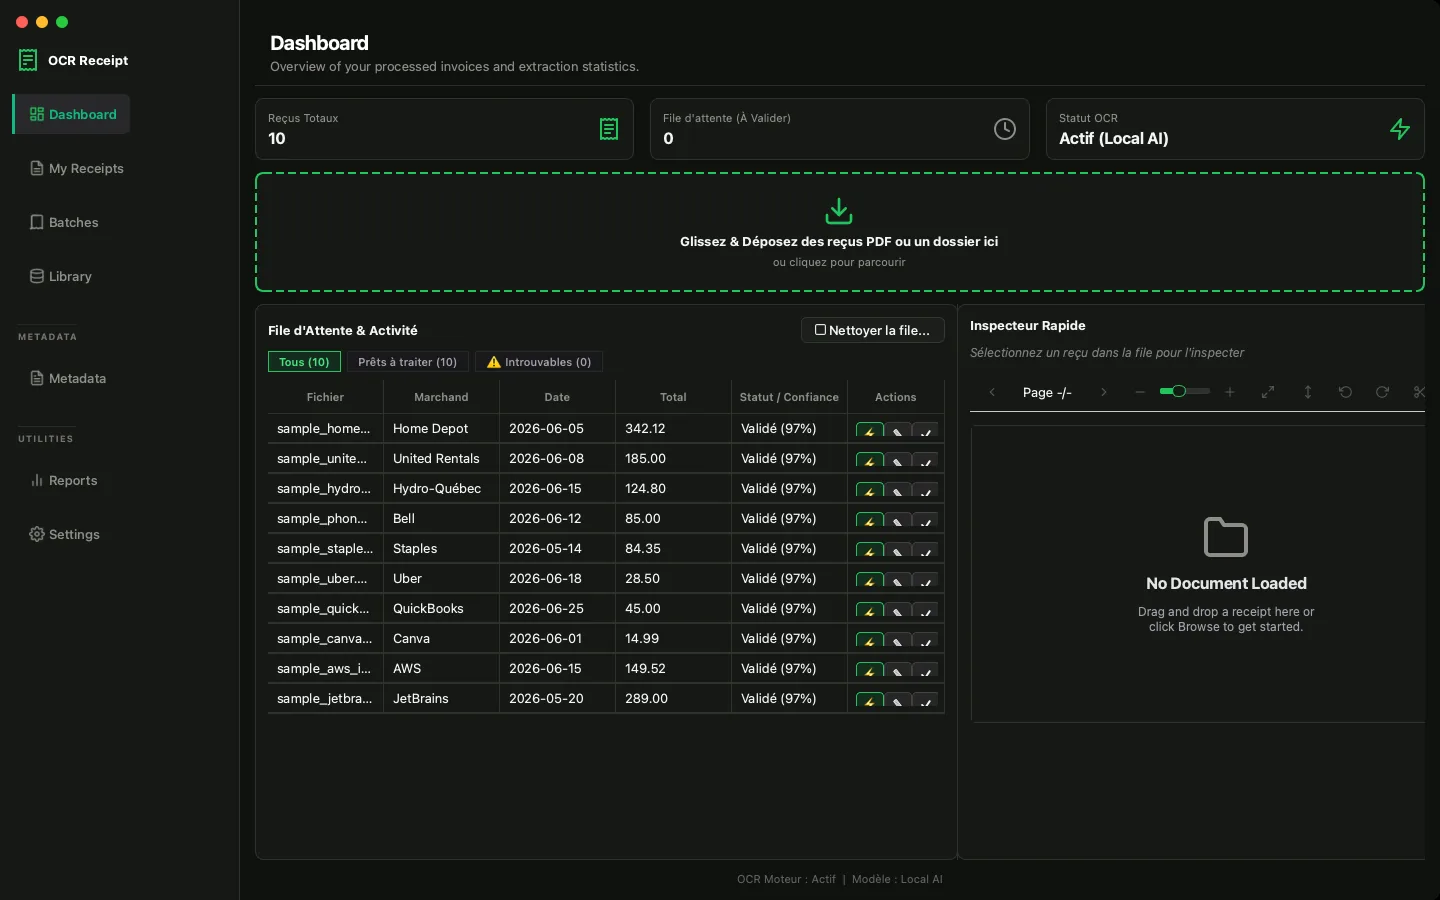 OCR Receipt
Dashboard
My Receipts
Batches
Library
METADATA
Metadata
UTILITIES
Reports
Settings
Dashboard
Overview of your processed invoices and extraction statistics.
Reçus Totaux
10
File d'attente (À Valider)
0
Statut OCR
Actif (Local AI)
Glissez & Déposez des reçus PDF ou un dossier ici
ou cliquez pour parcourir
File d'Attente & Activité
Nettoyer la file...
Tous (10) Prêts à traiter (10) Introuvables (0)
Fichier Marchand Date Total Statut / Confiance Actions
sample_home... Home Depot 2026-06-05 342.12 Validé (97%)
sample_unite... United Rentals 2026-06-08 185.00 Validé (97%)
sample_hydro... Hydro-Québec 2026-06-15 124.80 Validé (97%)
sample_phon... Bell 2026-06-12 85.00 Validé (97%)
sample_staple... Staples 2026-05-14 84.35 Validé (97%)
sample_uber.... Uber 2026-06-18 28.50 Validé (97%)
sample_quick... QuickBooks 2026-06-25 45.00 Validé (97%)
sample_canva... Canva 2026-06-01 14.99 Validé (97%)
sample_aws_i... AWS 2026-06-15 149.52 Validé (97%)
sample_jetbra... JetBrains 2026-05-20 289.00 Validé (97%)
Inspecteur Rapide
Sélectionnez un reçu dans la file pour l'inspecter
Page -/-
No Document Loaded
Drag and drop a receipt here or
click Browse to get started.
OCR Moteur : Actif | Modèle : Local AI